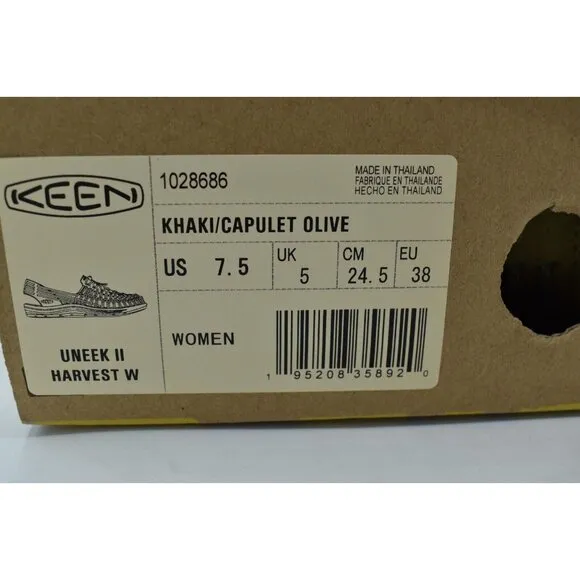 KEEN
1028686
MADE IN THAILAND
FABRIQUE EN THAILANDE
HECHO EN THAILAND
KHAKI/CAPULET OLIVE
US 7.5
UK 5
CM 24.5
EU 38
UNEEK II
HARVEST W
WOMEN
1 95208 35892 0